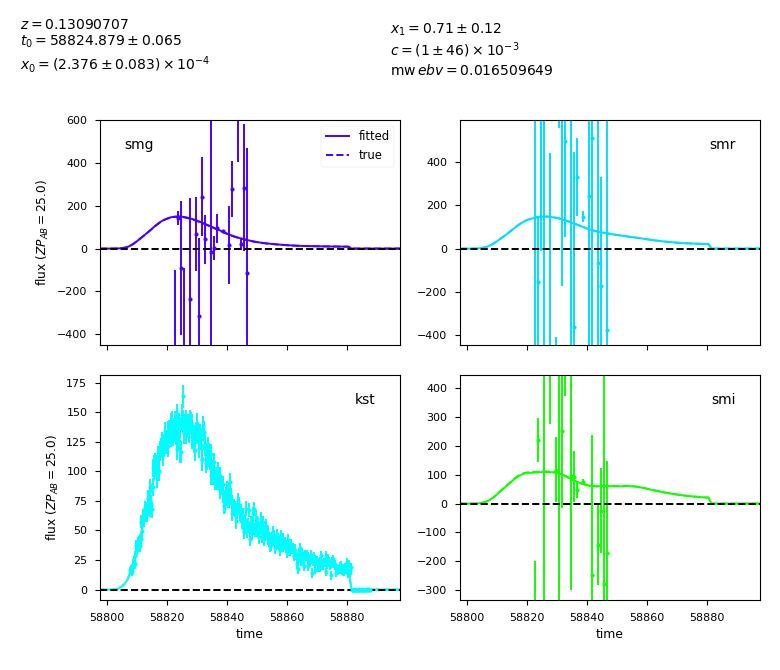 z = 0.13090707
t₀ = 58824.879 ± 0.065
x₀ = (2.376 ± 0.083) × 10⁻⁴
x₁ = 0.71 ± 0.12
c = (1 ± 46) × 10⁻³
mw ebv = 0.016509649
smg
fitted
true
600
400
200
0
−200
−400
flux (ZP_AB = 25.0)
smr
400
200
0
−200
−400
kst
175
150
125
100
75
50
25
0
flux (ZP_AB = 25.0)
58800 58820 58840 58860 58880
time
smi
400
300
200
100
0
−100
−200
−300
58800 58820 58840 58860 58880
time